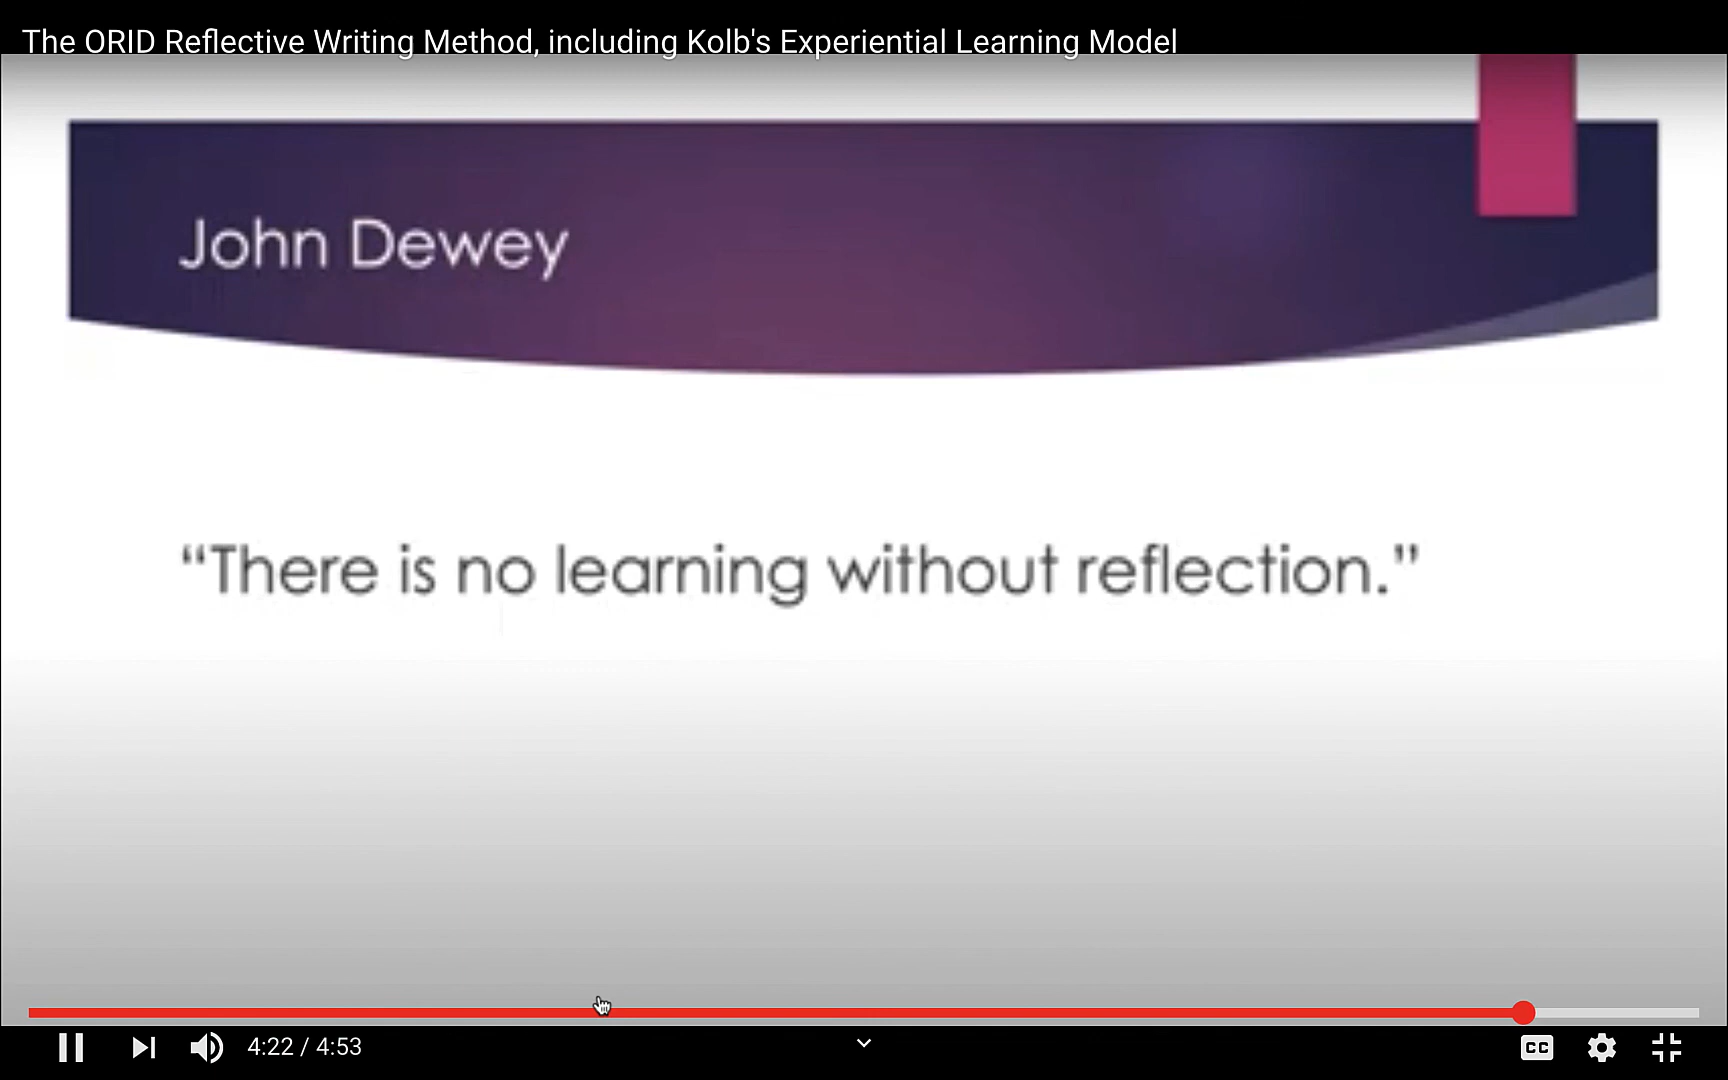 The ORID Reflective Writing Method, including Kolb's Experiential Learning Model
John Dewey
“There is no learning without reflection.”
4:22 / 4:53
CC